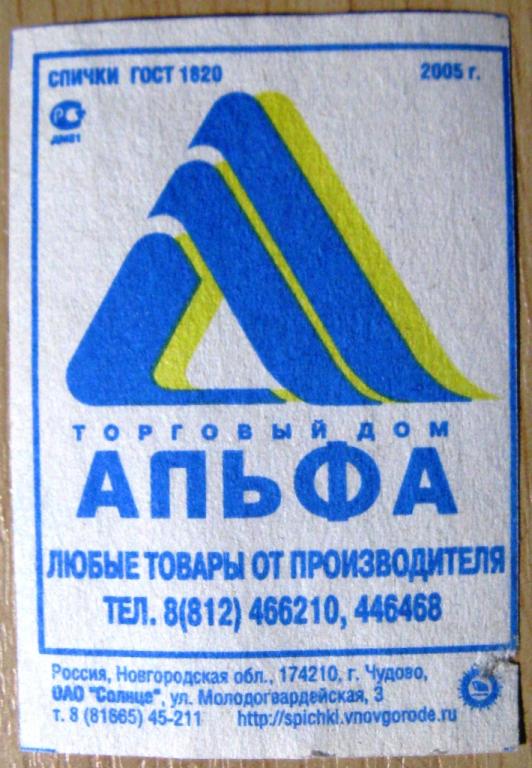 СПИЧКИ ГОСТ 1820 2005 г.
ДМ81
ТОРГОВЫЙ ДОМ
АЛЬФА
ЛЮБЫЕ ТОВАРЫ ОТ ПРОИЗВОДИТЕЛЯ
ТЕЛ. 8(812) 466210, 446468
Россия, Новгородская обл., 174210, г. Чудово,
ОАО "Солнце", ул. Молодогвардейская, 3
т. 8 (81665) 45-211 http://spichki.vnovgorode.ru